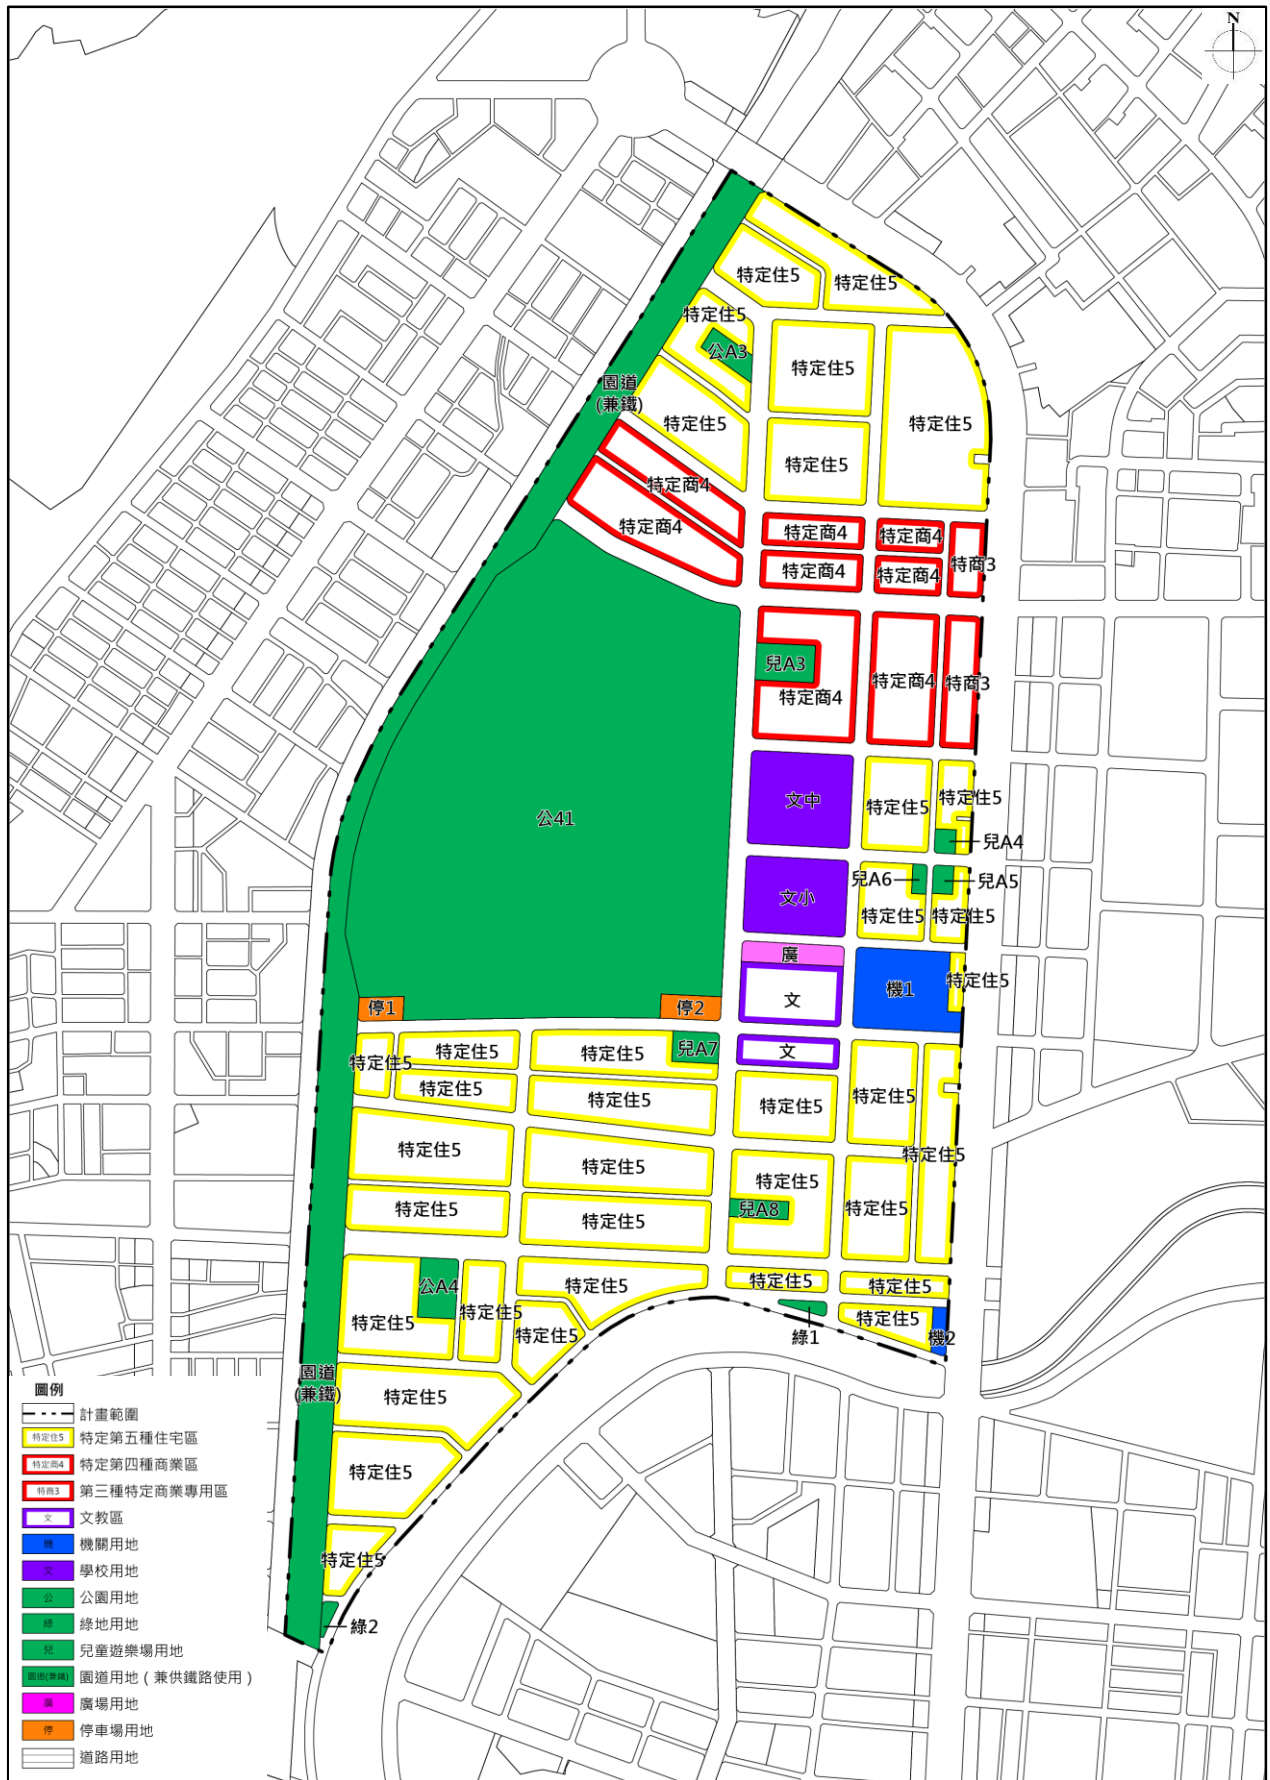 N
特定住5
特定住5
特定住5
公A3
特定住5
園道
(兼鐵)
特定住5
特定住5
特定住5
特定商4
特定商4
特定商4
特定商4
特商3
特定商4
特定商4
兒A3
特定商4
特定商4
特商3
公41
文中
特定住5
特定住5
兒A4
兒A6
兒A5
文小
特定住5
特定住5
廣
特定住5
機1
文
停1
停2
特定住5
特定住5
特定住5
兒A7
文
特定住5
特定住5
特定住5
特定住5
特定住5
特定住5
特定住5
特定住5
特定住5
特定住5
兒A8
特定住5
特定住5
公A4
特定住5
特定住5
特定住5
特定住5
特定住5
特定住5
特定住5
綠1
機2
園道
(兼鐵)
特定住5
特定住5
特定住5
綠2
圖例
計畫範圍
特定住5 特定第五種住宅區
特定商4 特定第四種商業區
特商3 第三種特定商業專用區
文 文教區
機 機關用地
文 學校用地
公 公園用地
綠 綠地用地
兒 兒童遊樂場用地
園道(兼鐵) 園道用地(兼供鐵路使用)
廣 廣場用地
停 停車場用地
道路用地